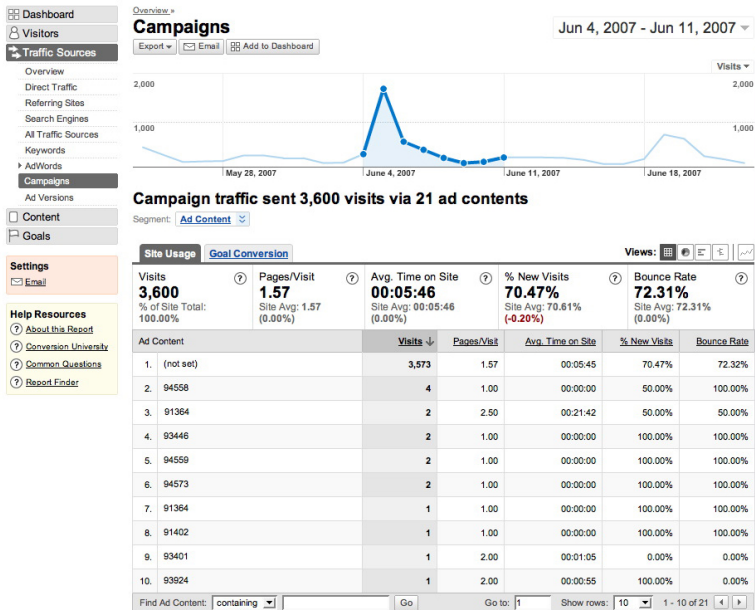 Dashboard
Visitors
Traffic Sources
Overview
Direct Traffic
Referring Sites
Search Engines
All Traffic Sources
Keywords
AdWords
Campaigns
Ad Versions
Content
Goals
Settings
Email
Help Resources
About this Report
Conversion University
Common Questions
Report Finder
Overview »
Campaigns
Jun 4, 2007 - Jun 11, 2007
Export Email Add to Dashboard
Visits
2,000 2,000
1,000 1,000
May 28, 2007 June 4, 2007 June 11, 2007 June 18, 2007
Campaign traffic sent 3,600 visits via 21 ad contents
Segment: Ad Content
Site Usage Goal Conversion Views:
Visits ? Pages/Visit ? Avg. Time on Site ? % New Visits ? Bounce Rate ?
3,600 1.57 00:05:46 70.47% 72.31%
% of Site Total: Site Avg: 1.57 Site Avg: 00:05:46 Site Avg: 70.61% Site Avg: 72.31%
100.00% (0.00%) (0.00%) (-0.20%) (0.00%)
Ad Content Visits Pages/Visit Avg. Time on Site % New Visits Bounce Rate
1. (not set) 3,573 1.57 00:05:45 70.47% 72.32%
2. 94558 4 1.00 00:00:00 50.00% 100.00%
3. 91364 2 2.50 00:21:42 50.00% 50.00%
4. 93446 2 1.00 00:00:00 100.00% 100.00%
5. 94559 2 1.00 00:00:00 100.00% 100.00%
6. 94573 2 1.00 00:00:00 100.00% 100.00%
7. 91364 1 1.00 00:00:00 100.00% 100.00%
8. 91402 1 1.00 00:00:00 100.00% 100.00%
9. 93401 1 2.00 00:01:05 0.00% 0.00%
10. 93924 1 2.00 00:00:55 100.00% 0.00%
Find Ad Content: containing Go Go to: 1 Show rows: 10 1 - 10 of 21